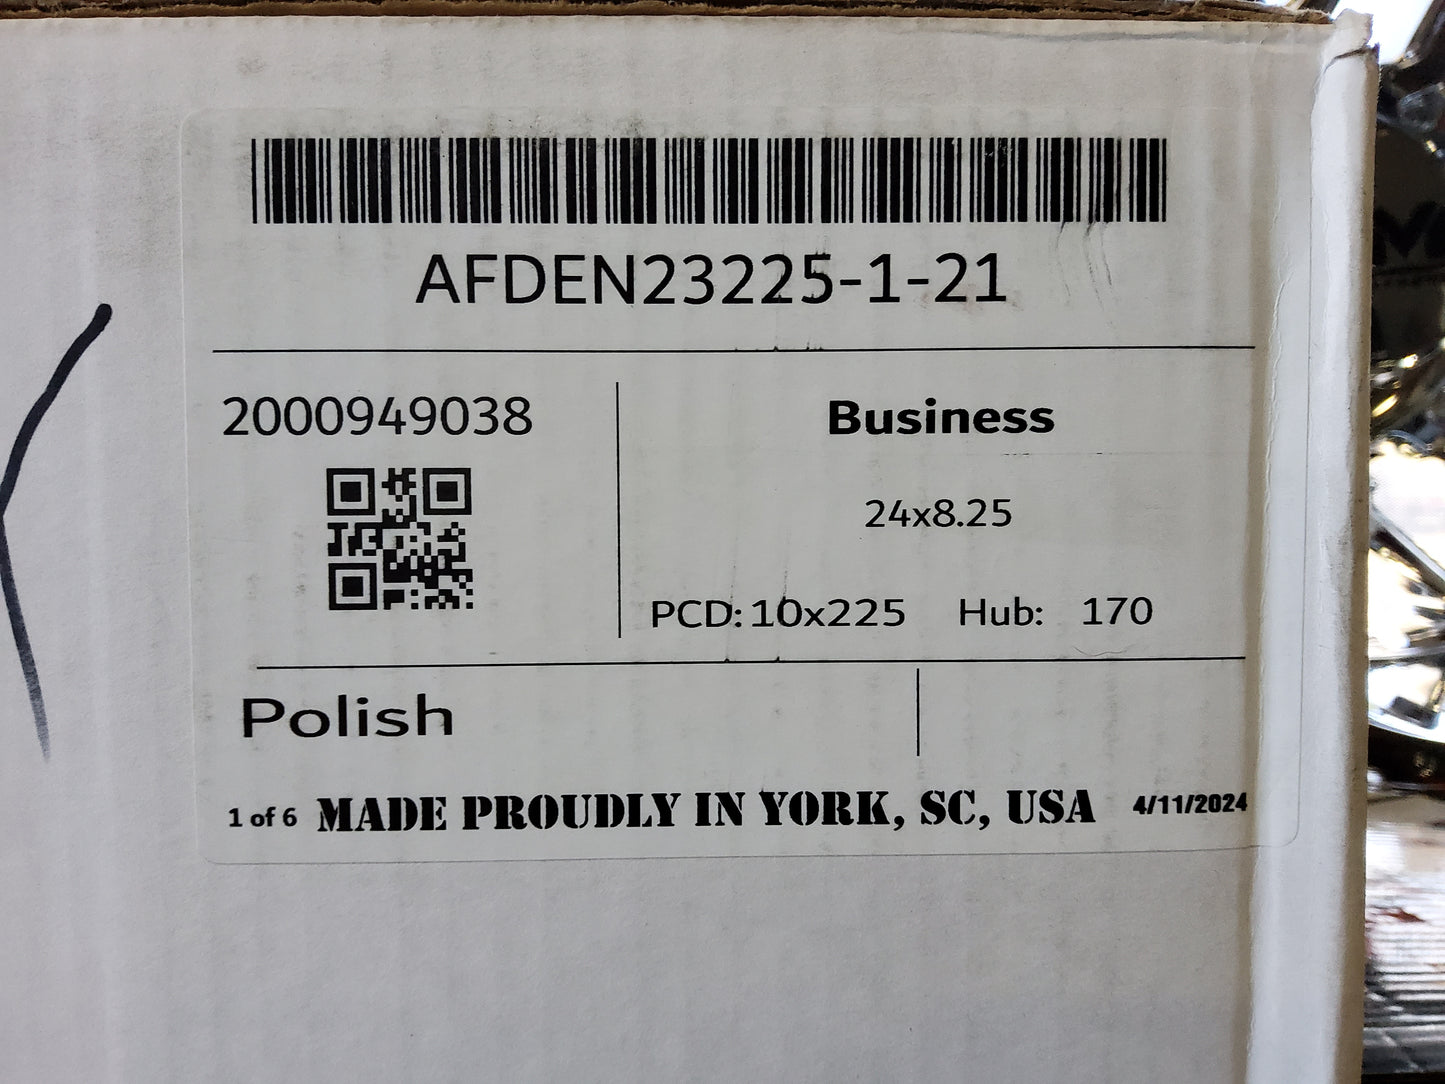 AFDEN23225-1-21
2000949038
Business
24x8.25
PCD: 10x225 Hub: 170
Polish
1 of 6 MADE PROUDLY IN YORK, SC, USA 4/11/2024